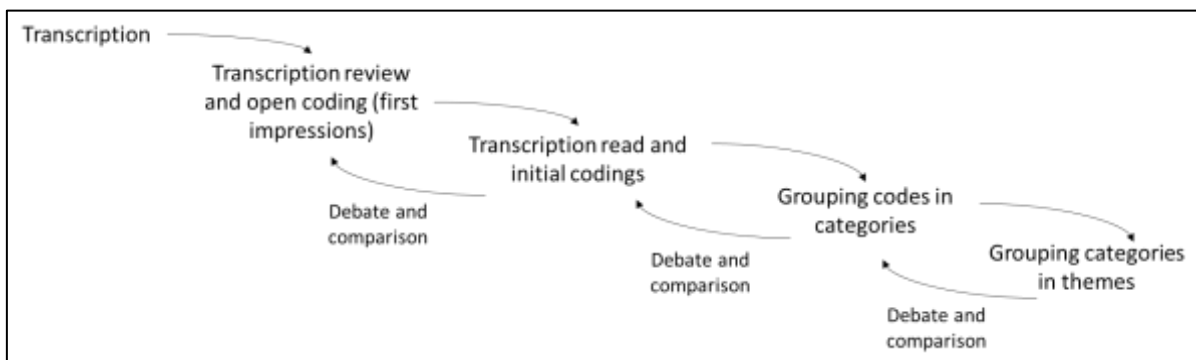 Transcription
Transcription review
and open coding (first
impressions)
Transcription read and
initial codings
Debate and
comparison
Grouping codes in
categories
Debate and
comparison
Grouping categories
in themes
Debate and
comparison